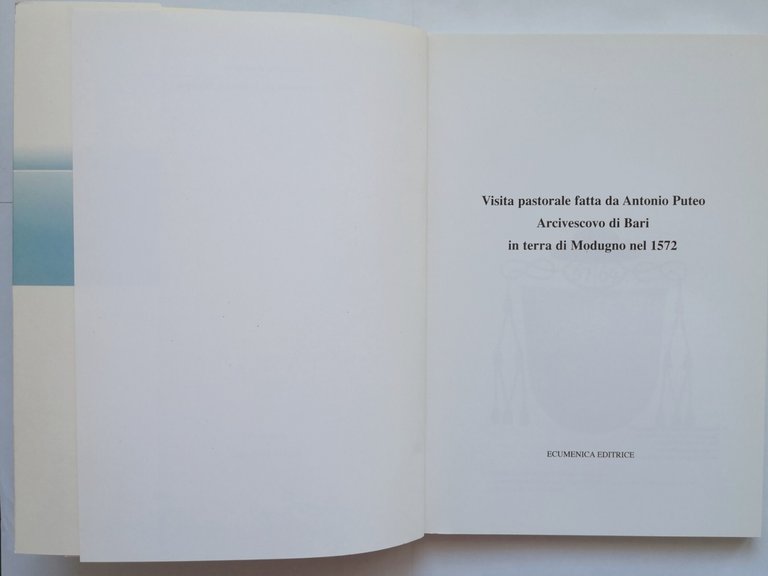 Visita pastorale fatta da Antonio Puteo
Arcivescovo di Bari
in terra di Modugno nel 1572
ECUMENICA EDITRICE